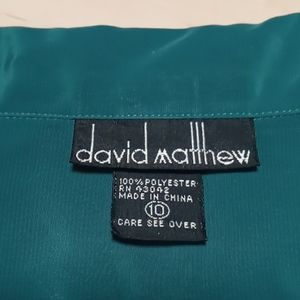 david matthew
100% POLYESTER
RN 43042
MADE IN CHINA
10
CARE SEE OVER